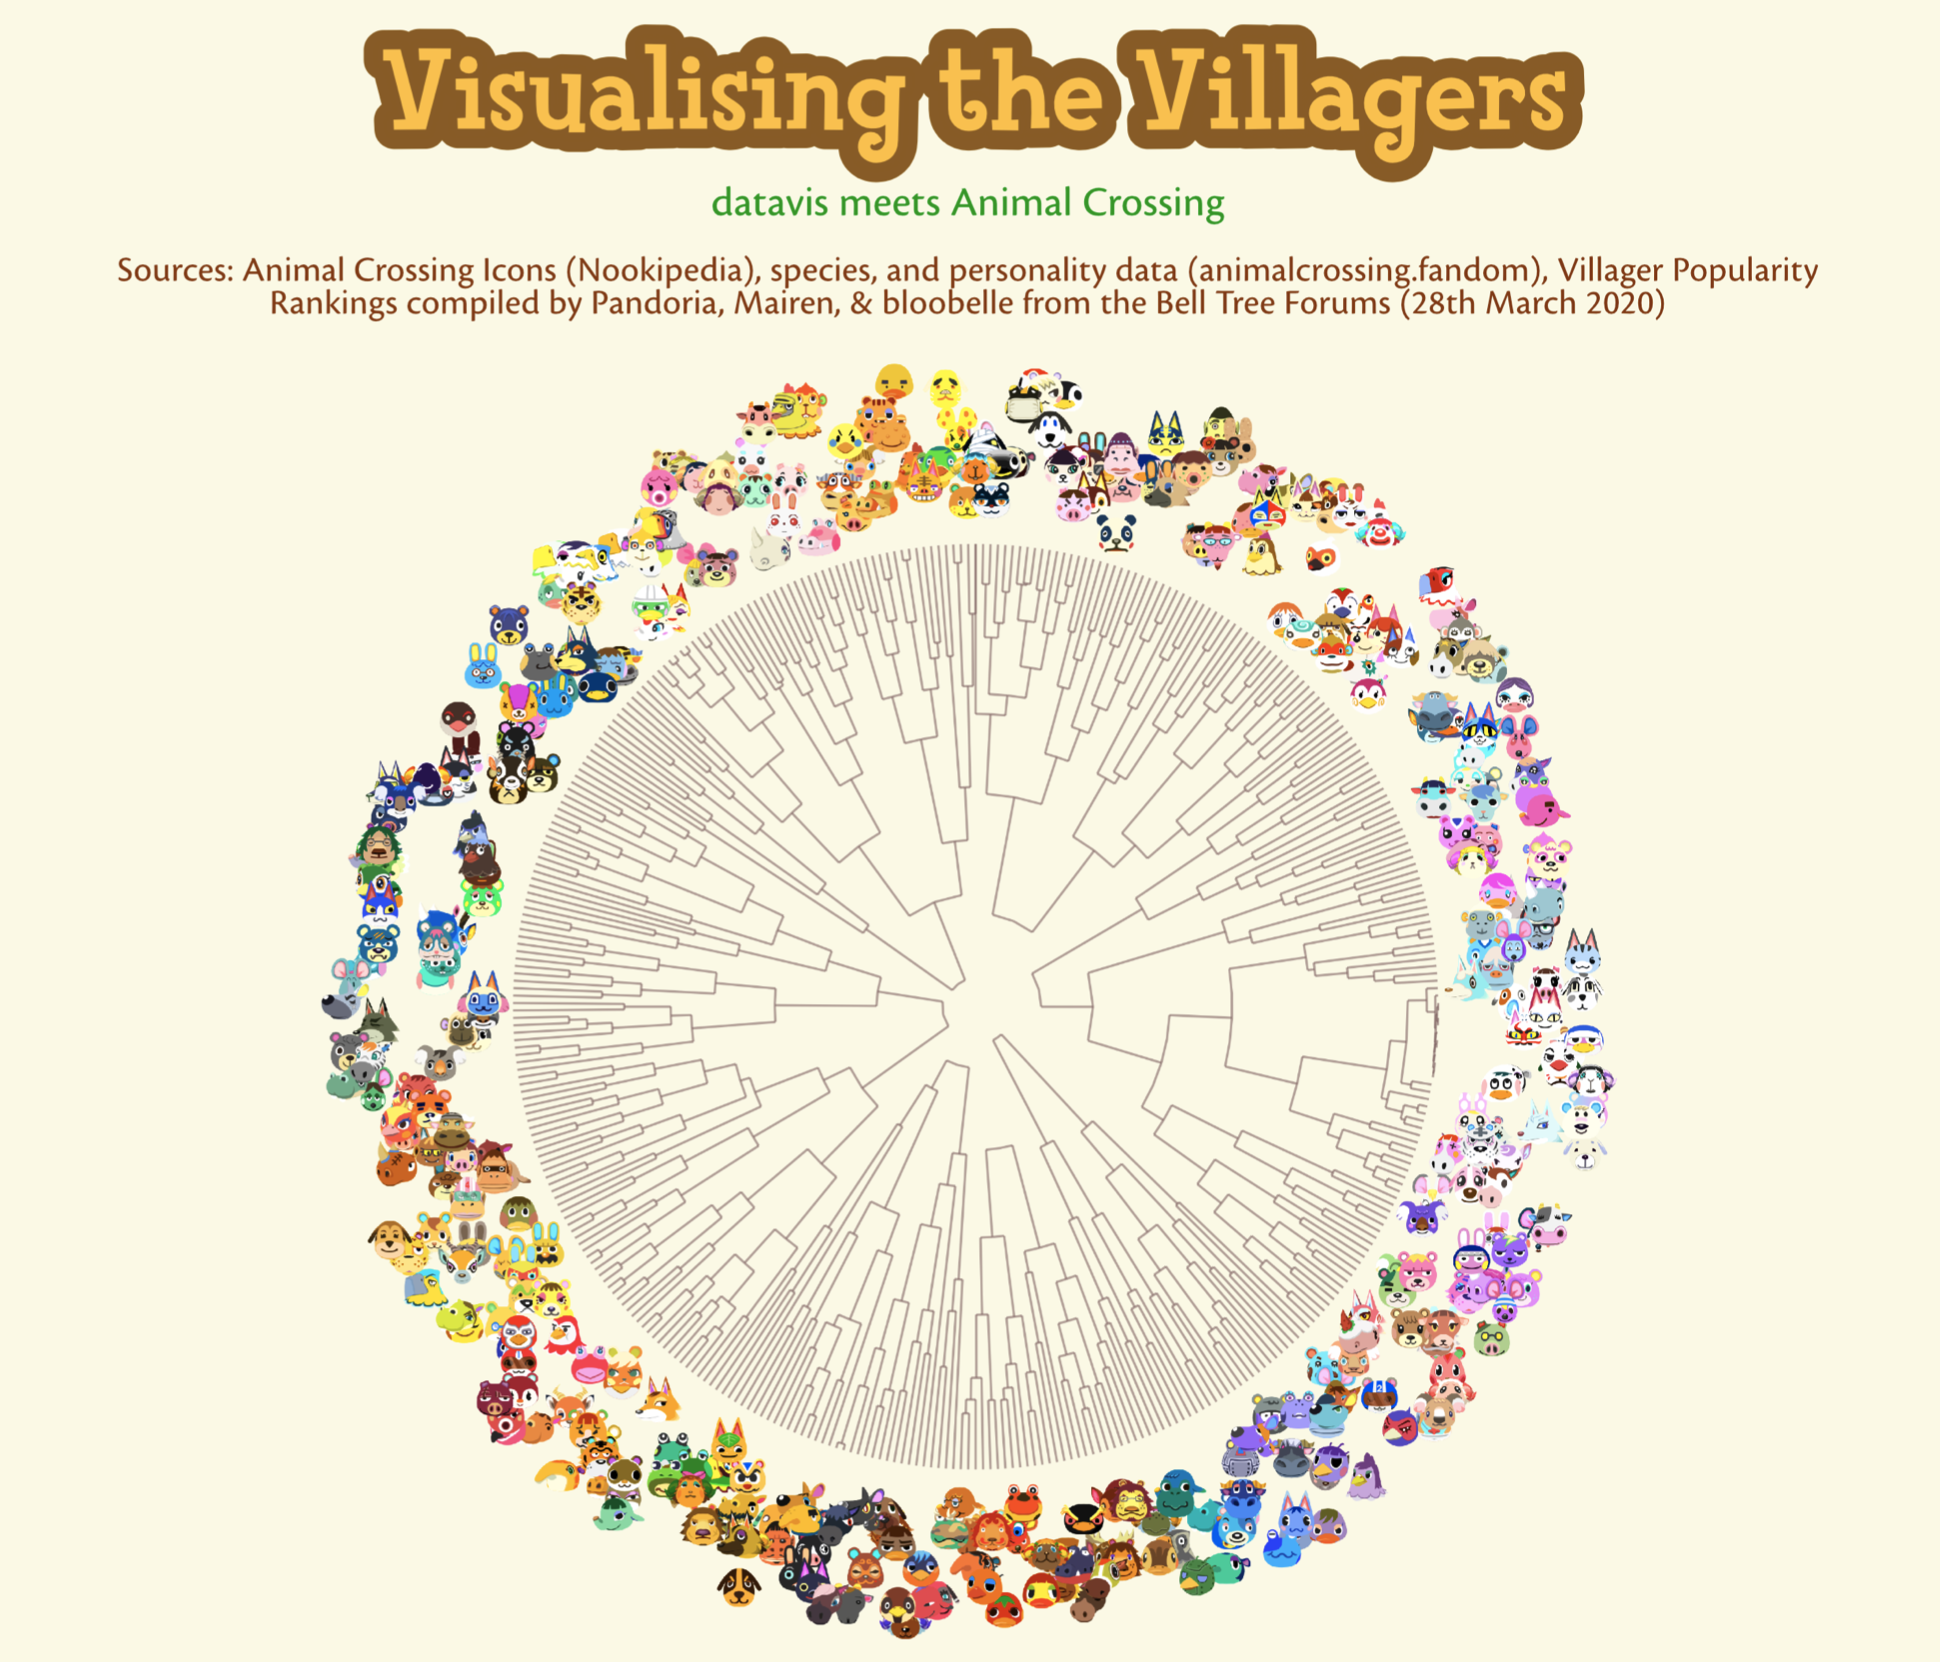 Visualising the Villagers
datavis meets Animal Crossing
Sources: Animal Crossing Icons (Nookipedia), species, and personality data (animalcrossing.fandom), Villager Popularity
Rankings compiled by Pandoria, Mairen, & bloobelle from the Bell Tree Forums (28th March 2020)